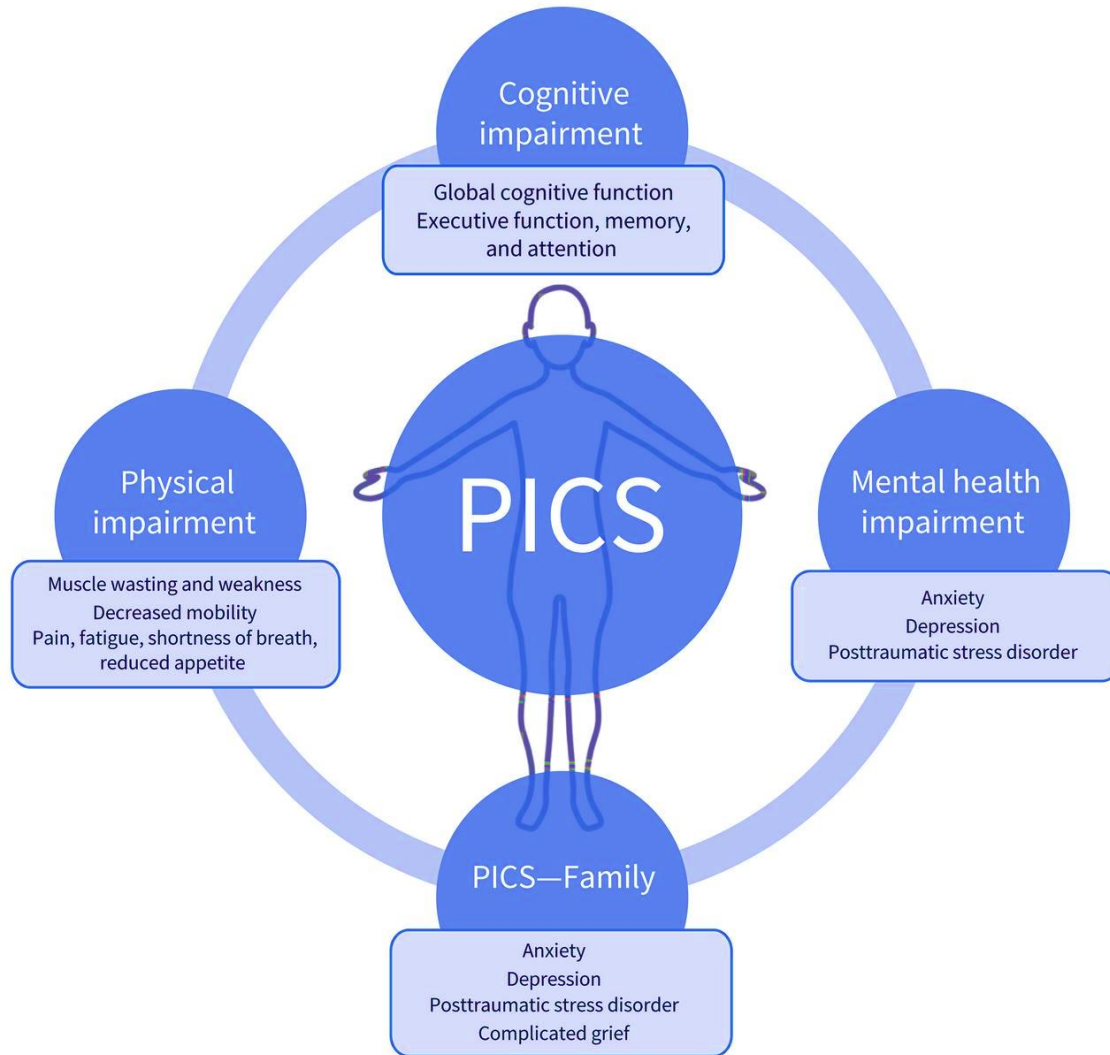 Cognitive
impairment
Global cognitive function
Executive function, memory,
and attention
Physical
impairment
Muscle wasting and weakness
Decreased mobility
Pain, fatigue, shortness of breath,
reduced appetite
PICS
Mental health
impairment
Anxiety
Depression
Posttraumatic stress disorder
PICS—Family
Anxiety
Depression
Posttraumatic stress disorder
Complicated grief